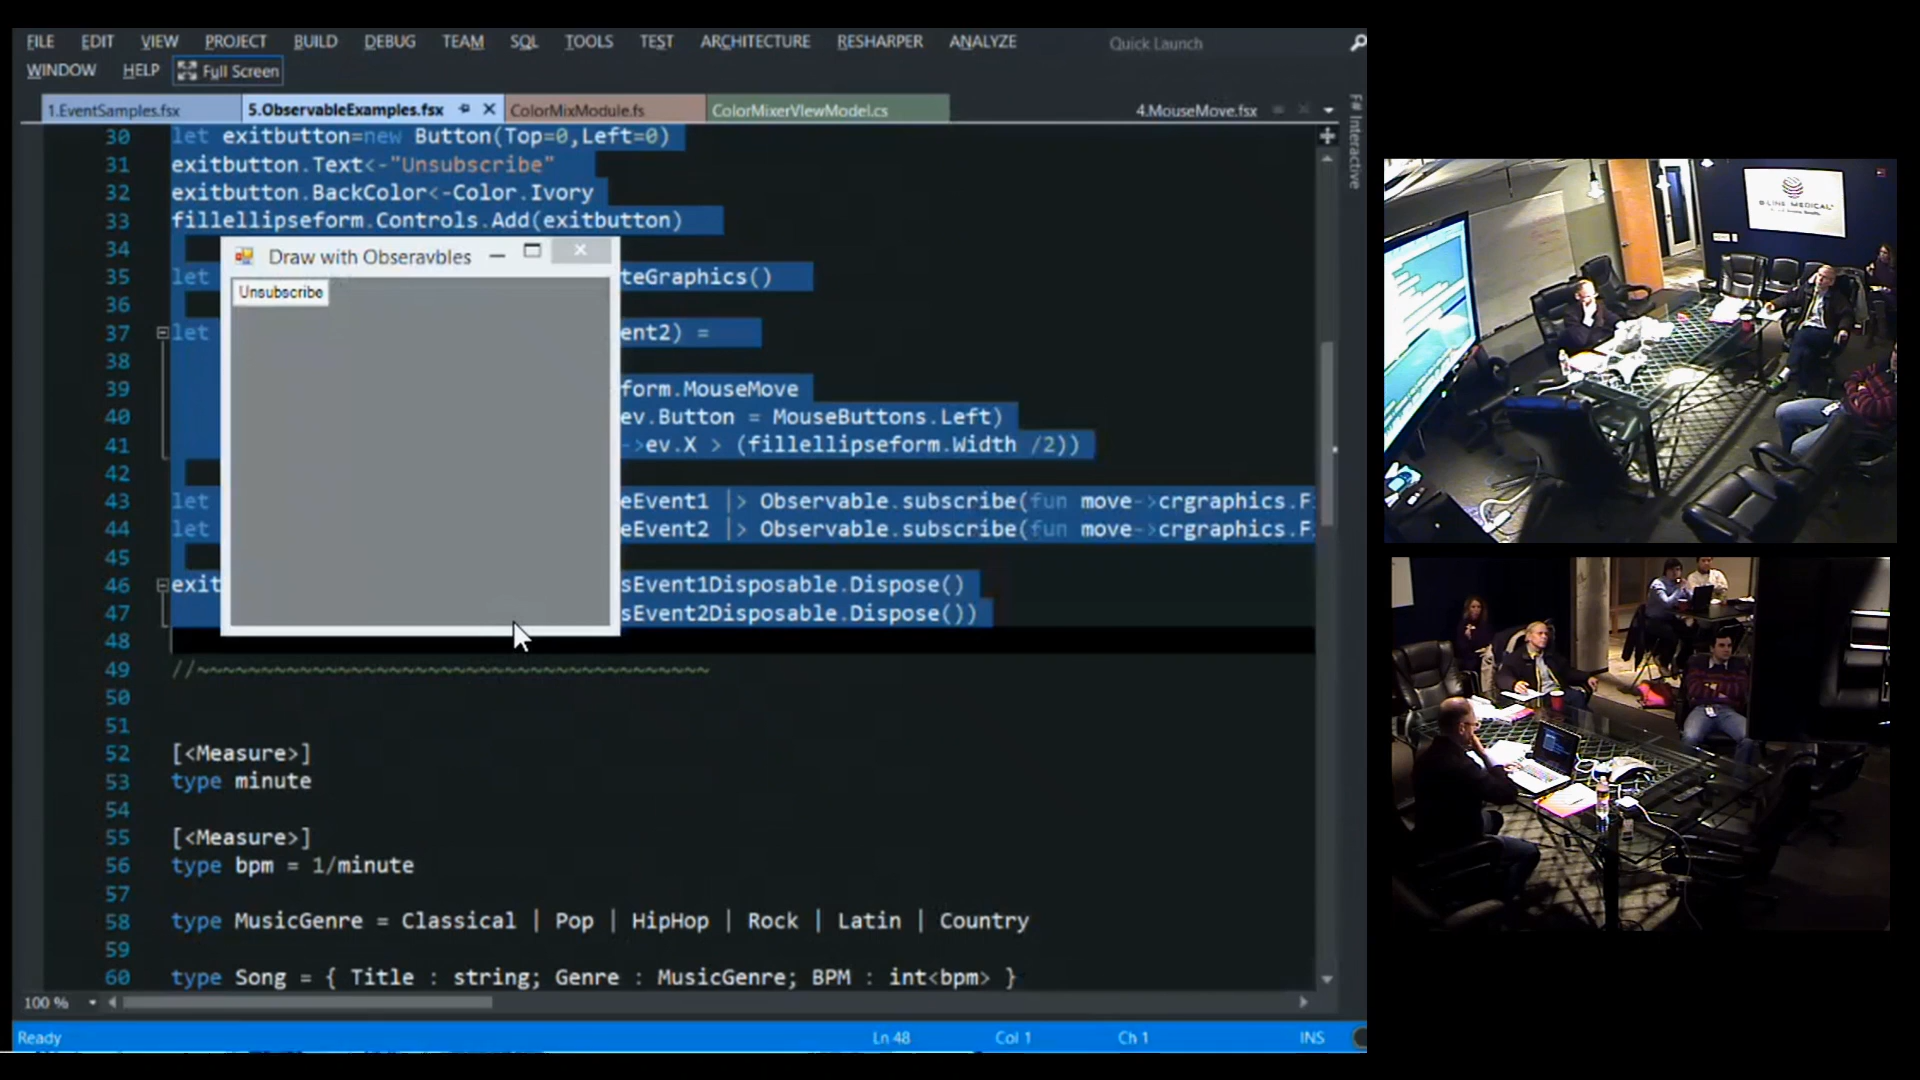 FILE EDIT VIEW PROJECT BUILD DEBUG TEAM SQL TOOLS TEST ARCHITECTURE RESHARPER ANALYZE Quick Launch
WINDOW HELP Full Screen
1.EventSamples.fsx 5.ObservableExamples.fsx ColorMixModule.fs ColorMixerVIewModel.cs 4.MouseMove.fsx
F# Interactive
30 let exitbutton=new Button(Top=0,Left=0)
31 exitbutton.Text<-"Unsubscribe"
32 exitbutton.BackColor<-Color.Ivory
33 fillellipseform.Controls.Add(exitbutton)
34
Draw with Obseravbles
Unsubscribe
35 let teGraphics()
36
37 let ent2) =
38
39 form.MouseMove
40 ev.Button = MouseButtons.Left)
41 ->ev.X > (fillellipseform.Width /2))
42
43 let eEvent1 |> Observable.subscribe(fun move->crgraphics.F
44 let eEvent2 |> Observable.subscribe(fun move->crgraphics.F
45
46 exit sEvent1Disposable.Dispose()
47 sEvent2Disposable.Dispose())
48
49 //~~~~~~~~~~~~~~~~~~~~~~~~~~~~~~~~~~~~~~~~
50
51
52 [<Measure>]
53 type minute
54
55 [<Measure>]
56 type bpm = 1/minute
57
58 type MusicGenre = Classical | Pop | HipHop | Rock | Latin | Country
59
60 type Song = { Title : string; Genre : MusicGenre; BPM : int<bpm> }
100 %
Ready Ln 48 Col 1 Ch 1 INS
B-LINE MEDICAL